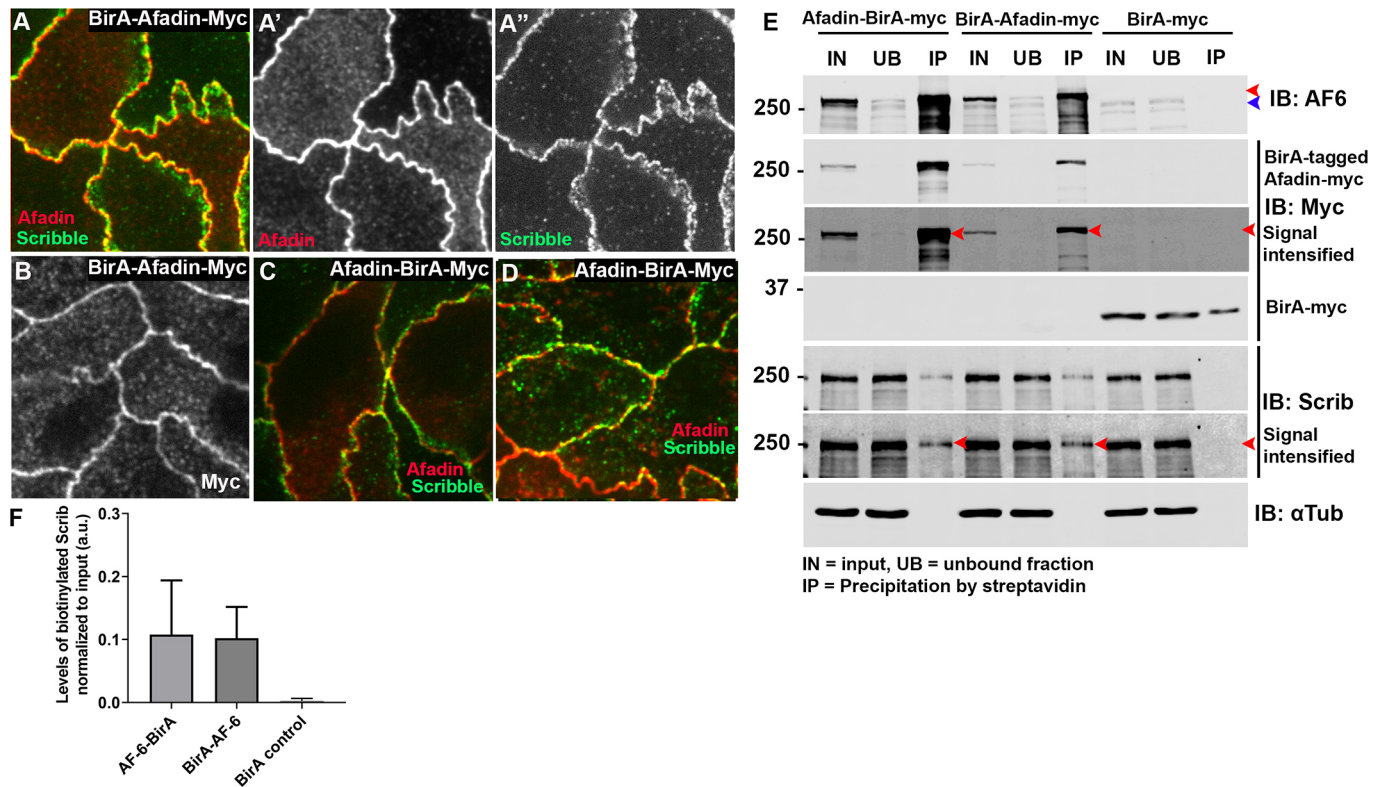 A
BirA-Afadin-Myc
Afadin
Scribble
A’
Afadin
A”
Scribble
B
BirA-Afadin-Myc
Myc
C
Afadin-BirA-Myc
Afadin
Scribble
D
Afadin-BirA-Myc
Afadin
Scribble
E
Afadin-BirA-myc
BirA-Afadin-myc
BirA-myc
IN UB IP IN UB IP IN UB IP
250
IB: AF6
250
BirA-tagged
Afadin-myc
IB: Myc
250
Signal
intensified
37
BirA-myc
250
IB: Scrib
250
Signal
intensified
IB: αTub
IN = input, UB = unbound fraction
IP = Precipitation by streptavidin
F
Levels of biotinylated Scrib
normalized to input (a.u.)
0.3
0.2
0.1
0.0
AF-6-BirA
BirA-AF-6
BirA control